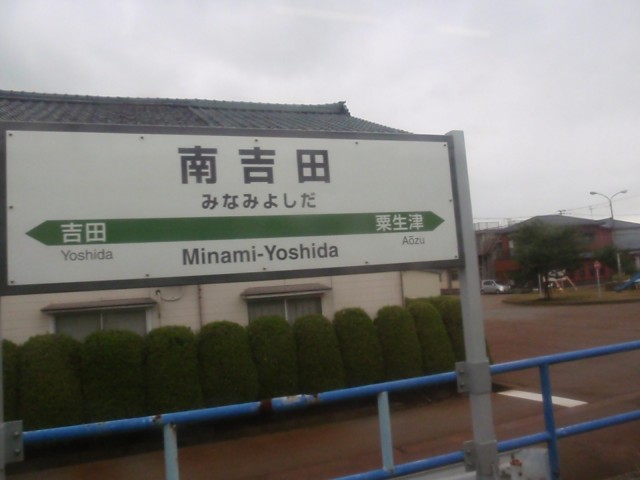 南吉田
みなみよしだ
吉田 粟生津
Yoshida Aōzu
Minami-Yoshida